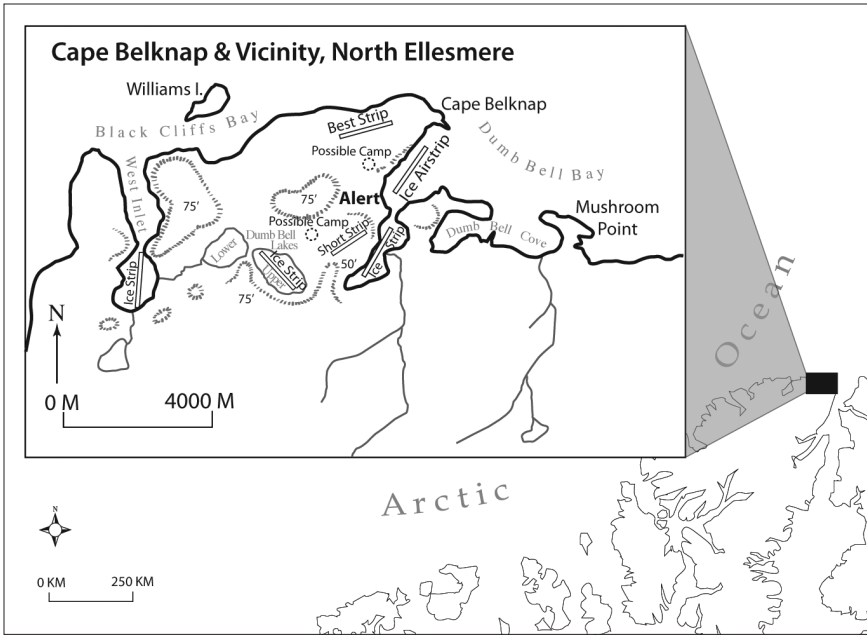 Cape Belknap & Vicinity, North Ellesmere
Williams I.
Black Cliffs Bay
Best Strip
Cape Belknap
Dumb Bell Bay
Possible Camp
Ice Airstrip
West Inlet
75'
75'
Alert
Mushroom
Point
Possible Camp
Dumb Bell
Lakes
Lower
Short Strip
Ice Strip
Dumb Bell Cove
Ice Strip
Upper
50'
Ice Strip
75'
N
0 M
4000 M
Arctic
Ocean
N
0 KM
250 KM